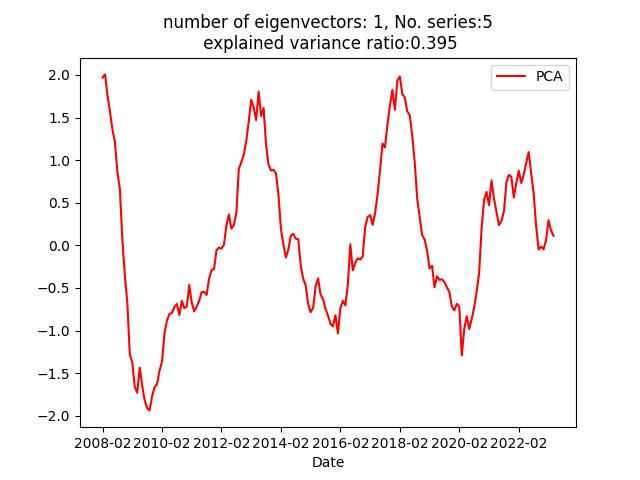 number of eigenvectors: 1, No. series:5
explained variance ratio:0.395
PCA
2.0
1.5
1.0
0.5
0.0
−0.5
−1.0
−1.5
−2.0
2008-02 2010-02 2012-02 2014-02 2016-02 2018-02 2020-02 2022-02
Date